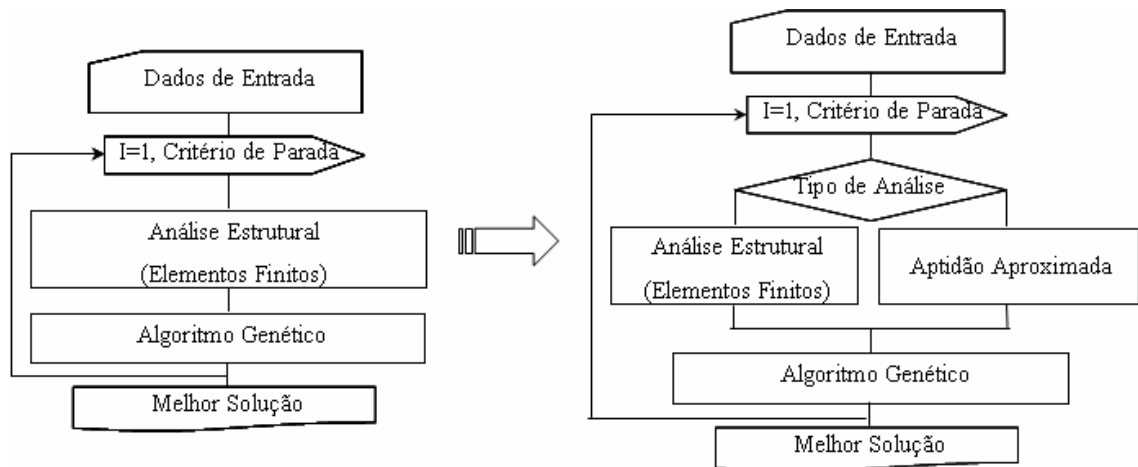 Dados de Entrada
I=1, Critério de Parada
Análise Estrutural
(Elementos Finitos)
Algoritmo Genético
Melhor Solução
Dados de Entrada
I=1, Critério de Parada
Tipo de Análise
Análise Estrutural
(Elementos Finitos)
Aptidão Aproximada
Algoritmo Genético
Melhor Solução